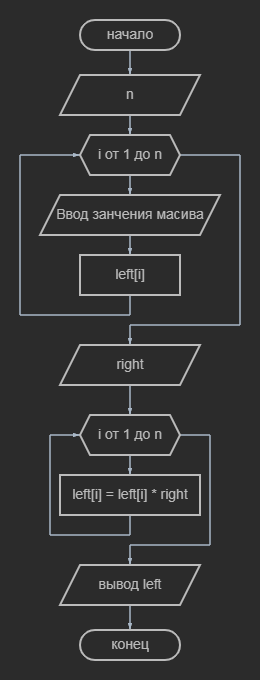 начало
n
i от 1 до n
Ввод занчения масива
left[i]
right
i от 1 до n
left[i] = left[i] * right
вывод left
конец